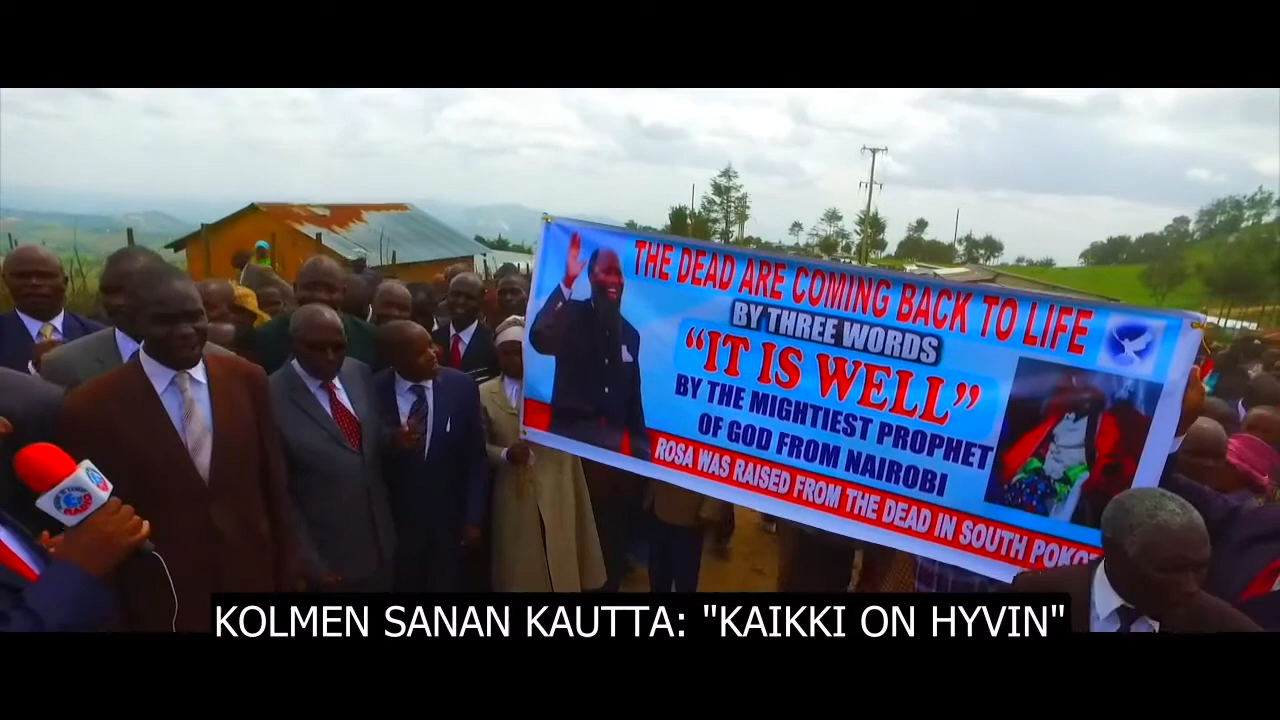 THE DEAD ARE COMING BACK TO LIFE
BY THREE WORDS
"IT IS WELL"
BY THE MIGHTIEST PROPHET
OF GOD FROM NAIROBI
ROSA WAS RAISED FROM THE DEAD IN SOUTH POKOT
RADIO
KOLMEN SANAN KAUTTA: "KAIKKI ON HYVIN"